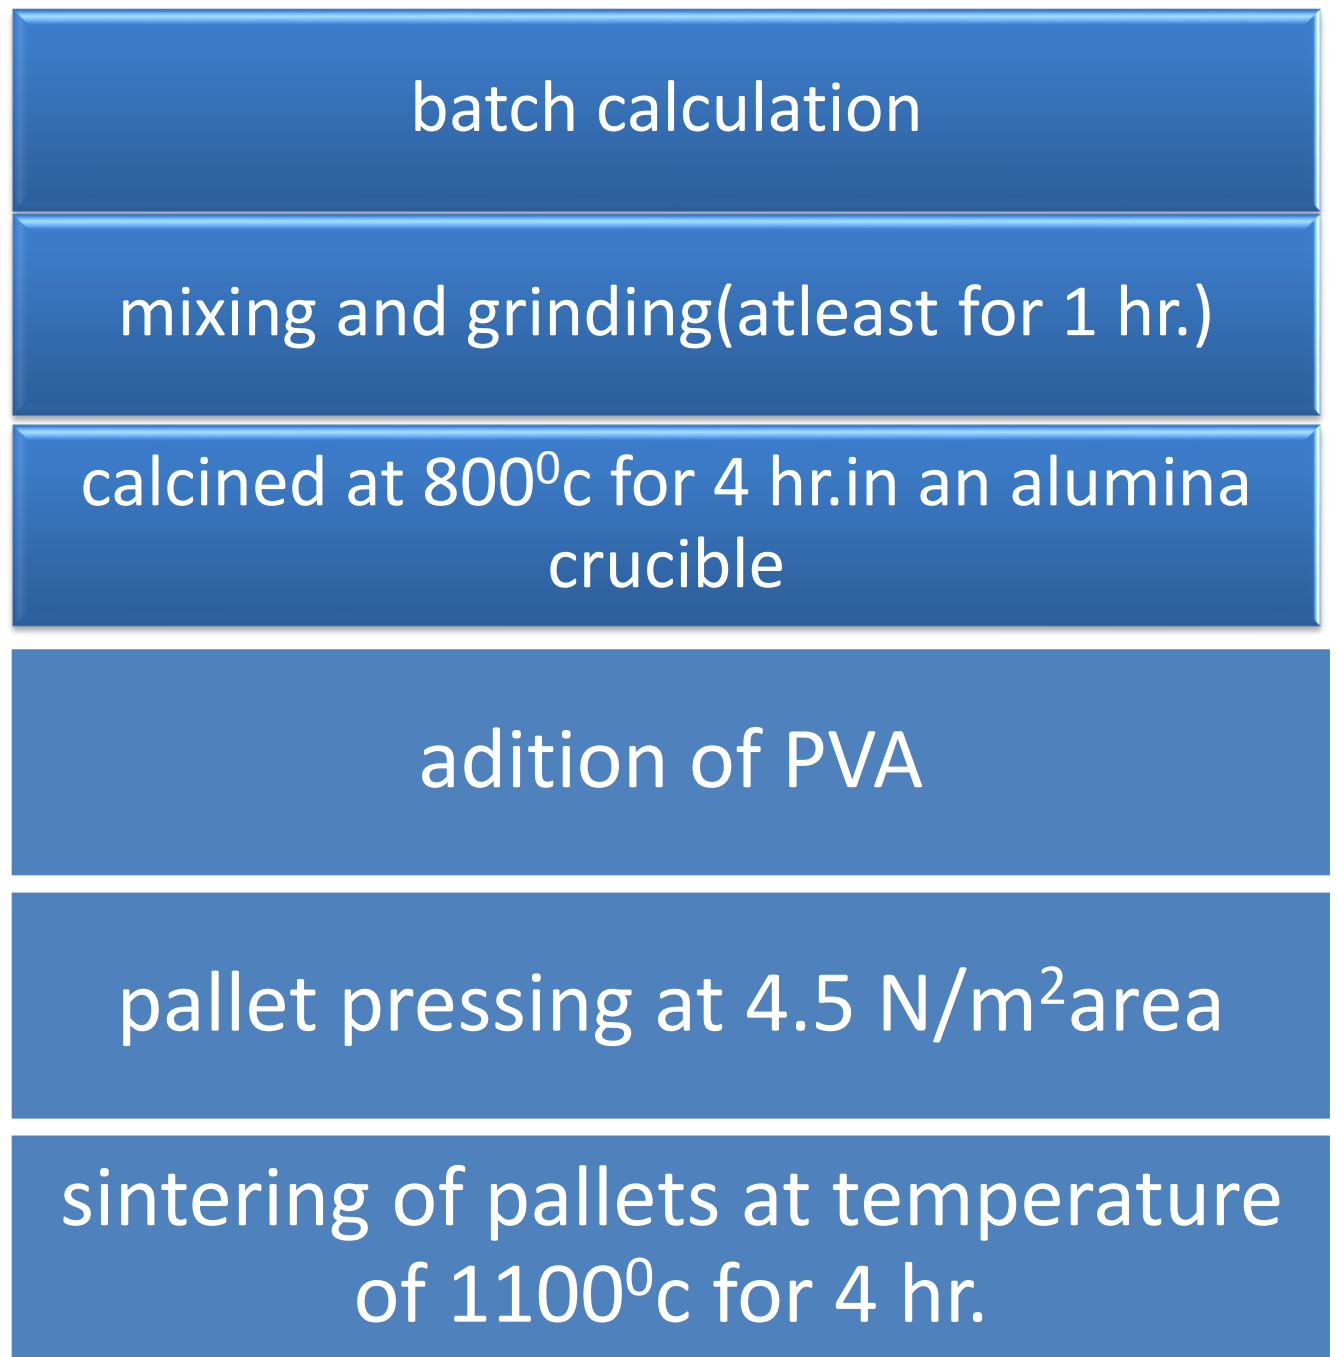 batch calculation
mixing and grinding(atleast for 1 hr.)
calcined at 800⁰c for 4 hr.in an alumina
crucible
adition of PVA
pallet pressing at 4.5 N/m²area
sintering of pallets at temperature
of 1100⁰c for 4 hr.